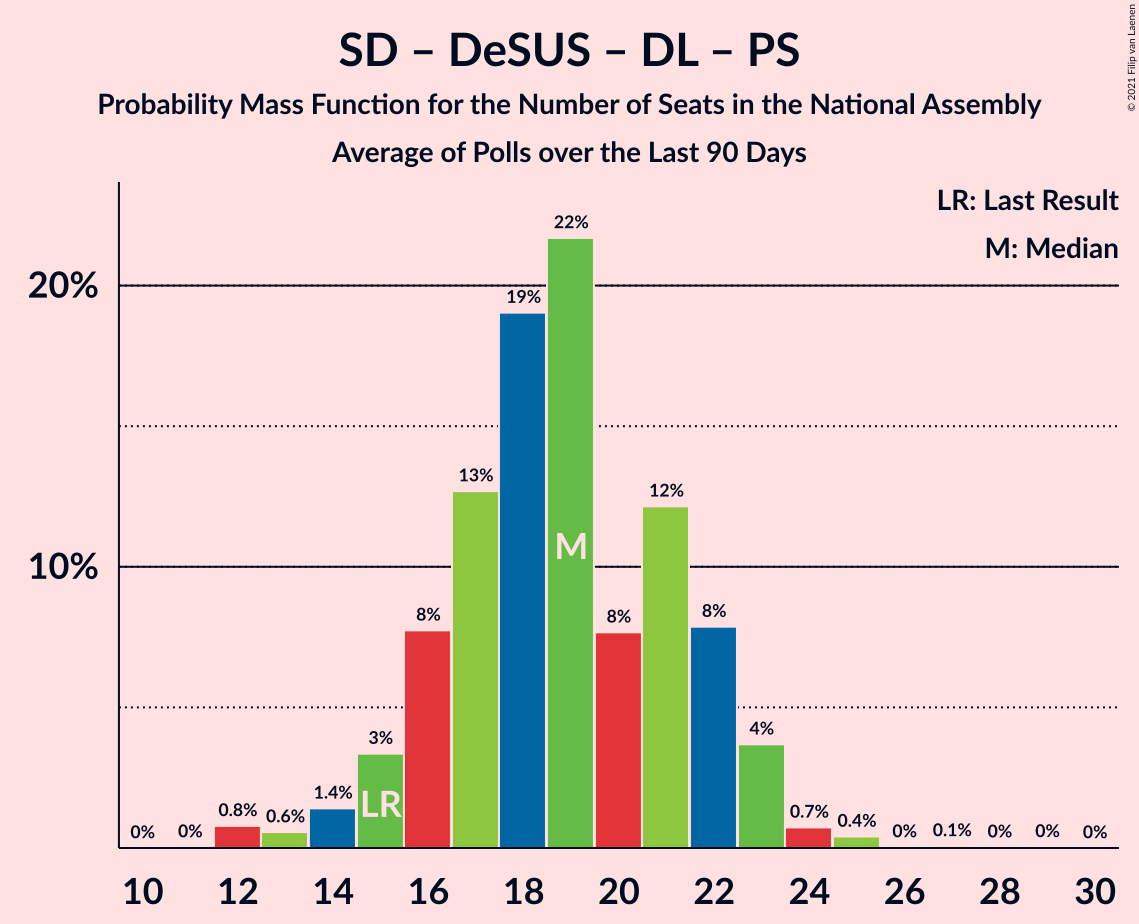 SD – DeSUS – DL – PS
Probability Mass Function for the Number of Seats in the National Assembly
Average of Polls over the Last 90 Days
© 2021 Filip van Laenen
LR: Last Result
M: Median
20%
10%
0%
0%
0.8%
0.6%
1.4%
3%
8%
13%
19%
22%
8%
12%
8%
4%
0.7%
0.4%
0%
0.1%
0%
0%
0%
LR
M
10 12 14 16 18 20 22 24 26 28 30